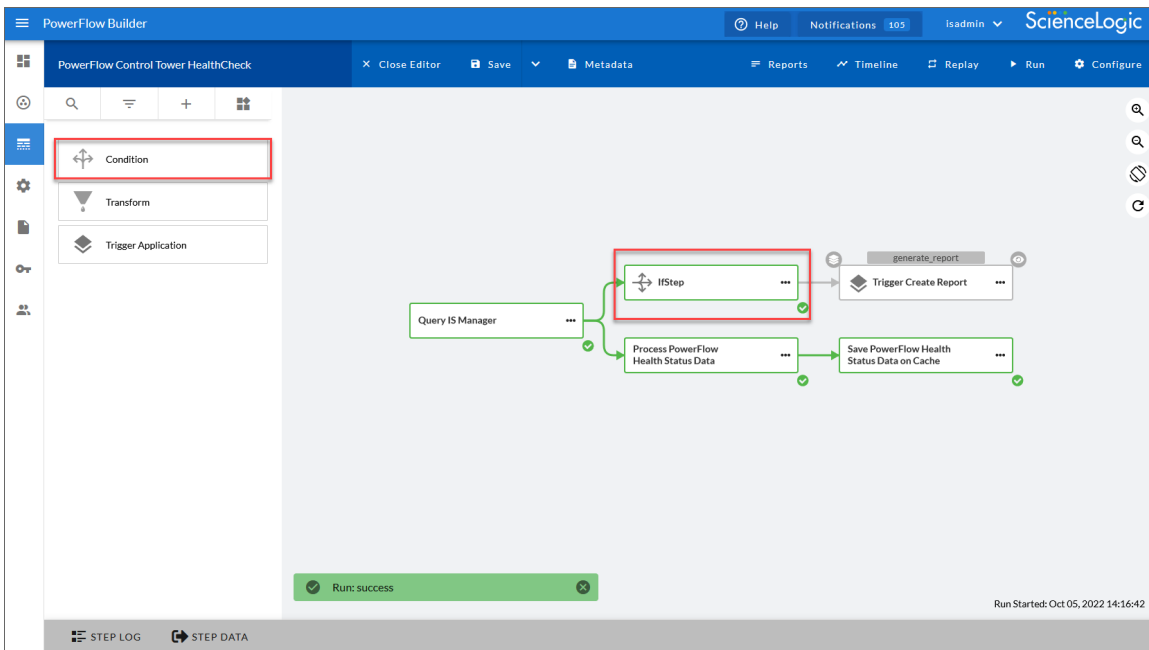 PowerFlow Builder
Help
Notifications 105
isadmin
ScienceLogic
PowerFlow Control Tower HealthCheck
Close Editor
Save
Metadata
Reports
Timeline
Replay
Run
Configure
Condition
Transform
Trigger Application
generate_report
IfStep
Trigger Create Report
Query IS Manager
Process PowerFlow
Health Status Data
Save PowerFlow Health
Status Data on Cache
Run: success
Run Started: Oct 05, 2022 14:16:42
STEP LOG
STEP DATA